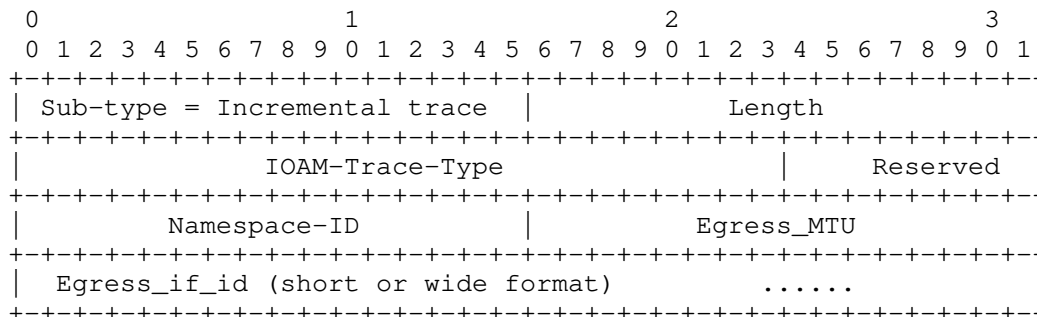 0                   1                   2                   3
 0 1 2 3 4 5 6 7 8 9 0 1 2 3 4 5 6 7 8 9 0 1 2 3 4 5 6 7 8 9 0 1
+-+-+-+-+-+-+-+-+-+-+-+-+-+-+-+-+-+-+-+-+-+-+-+-+-+-+-+-+-+-+-+--
| Sub-type = Incremental trace  |             Length
+-+-+-+-+-+-+-+-+-+-+-+-+-+-+-+-+-+-+-+-+-+-+-+-+-+-+-+-+-+-+-+--
|               IOAM-Trace-Type                 |    Reserved
+-+-+-+-+-+-+-+-+-+-+-+-+-+-+-+-+-+-+-+-+-+-+-+-+-+-+-+-+-+-+-+--
|         Namespace-ID          |          Egress_MTU
+-+-+-+-+-+-+-+-+-+-+-+-+-+-+-+-+-+-+-+-+-+-+-+-+-+-+-+-+-+-+-+--
|  Egress_if_id (short or wide format)         ......
+-+-+-+-+-+-+-+-+-+-+-+-+-+-+-+-+-+-+-+-+-+-+-+-+-+-+-+-+-+-+-+--